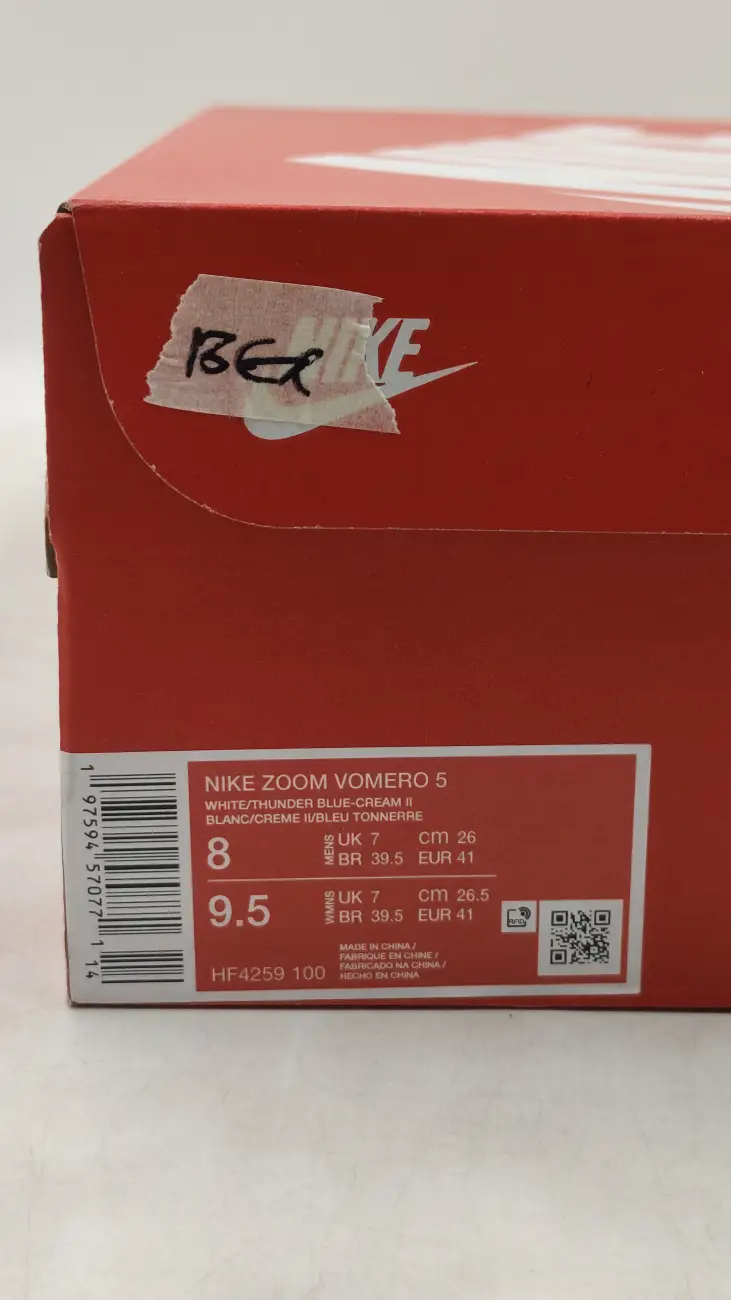 NIKE
1 97594 57077 1 14
NIKE ZOOM VOMERO 5
WHITE/THUNDER BLUE-CREAM II
BLANC/CREME II/BLEU TONNERRE
8 MENS UK 7 cm 26
BR 39.5 EUR 41
9.5 WMNS UK 7 cm 26.5
BR 39.5 EUR 41
RFID
HF4259 100
MADE IN CHINA /
FABRIQUE EN CHINE /
FABRICADO NA CHINA /
HECHO EN CHINA